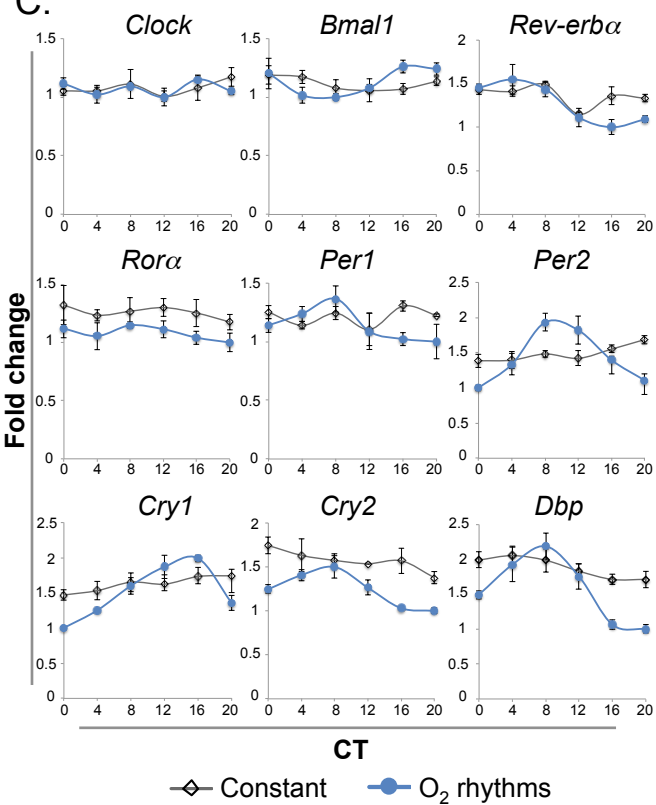 C.
Clock Bmal1 Rev-erbα
1.5 1.5 2
1 1 1.5
0.5 0.5 1
0 0 0.5
0
0 4 8 12 16 20 0 4 8 12 16 20 0 4 8 12 16 20
Rorα Per1 Per2
1.5 1.5 2.5
1 1 2
0.5 0.5 1.5
0 0 1
0.5
0
0 4 8 12 16 20 0 4 8 12 16 20 0 4 8 12 16 20
Fold change
Cry1 Cry2 Dbp
2.5 2 2.5
2 1.5 2
1.5 1 1.5
1 0.5 1
0.5 0 0.5
0 0
0 4 8 12 16 20 0 4 8 12 16 20 0 4 8 12 16 20
CT
Constant O₂ rhythms